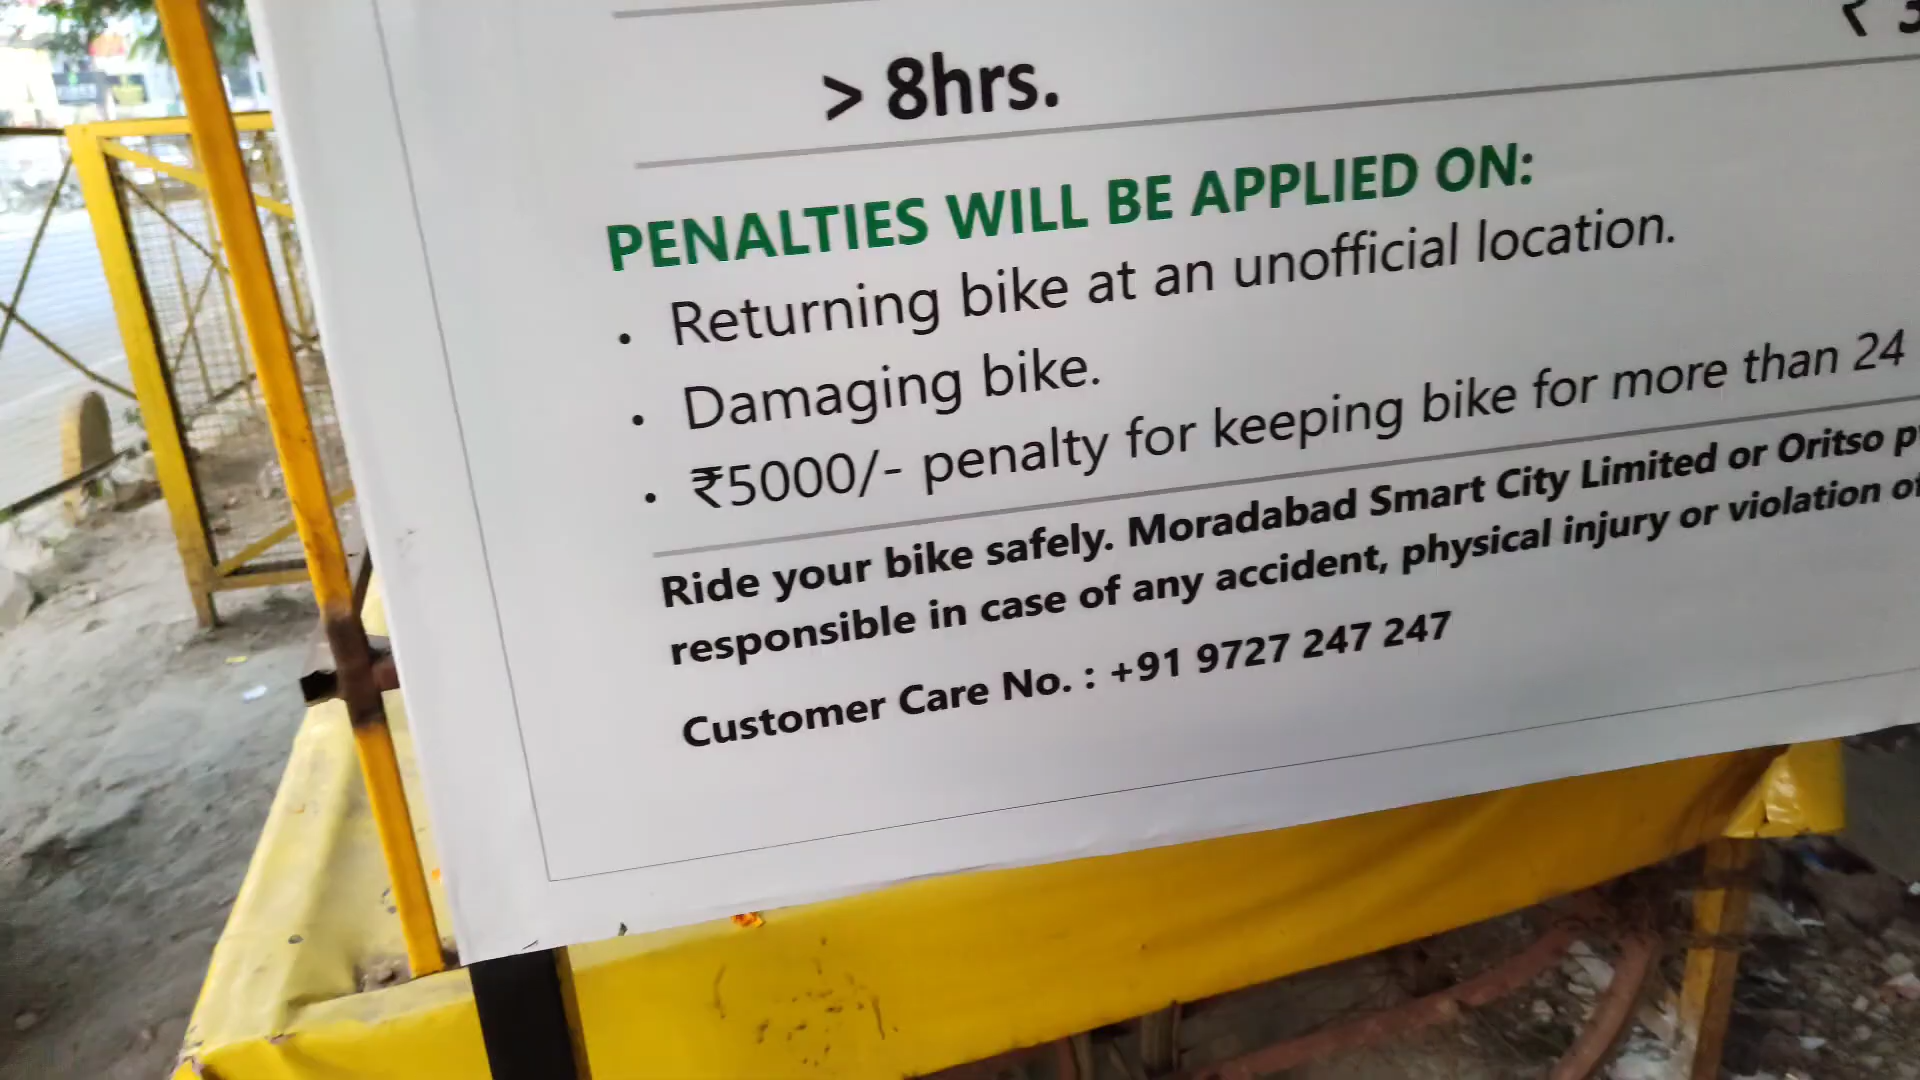 ₹ 3
> 8hrs.
PENALTIES WILL BE APPLIED ON:
• Returning bike at an unofficial location.
• Damaging bike.
• ₹5000/- penalty for keeping bike for more than 24
Ride your bike safely. Moradabad Smart City Limited or Oritso
responsible in case of any accident, physical injury or violation of
Customer Care No. : +91 9727 247 247